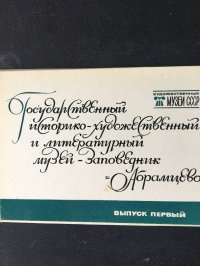 ХУДОЖЕСТВЕННЫЕ
МУЗЕИ СССР
Государственный
историко-художественный
и литературный
музей-заповедник
"Абрамцево
ВЫПУСК ПЕРВЫЙ